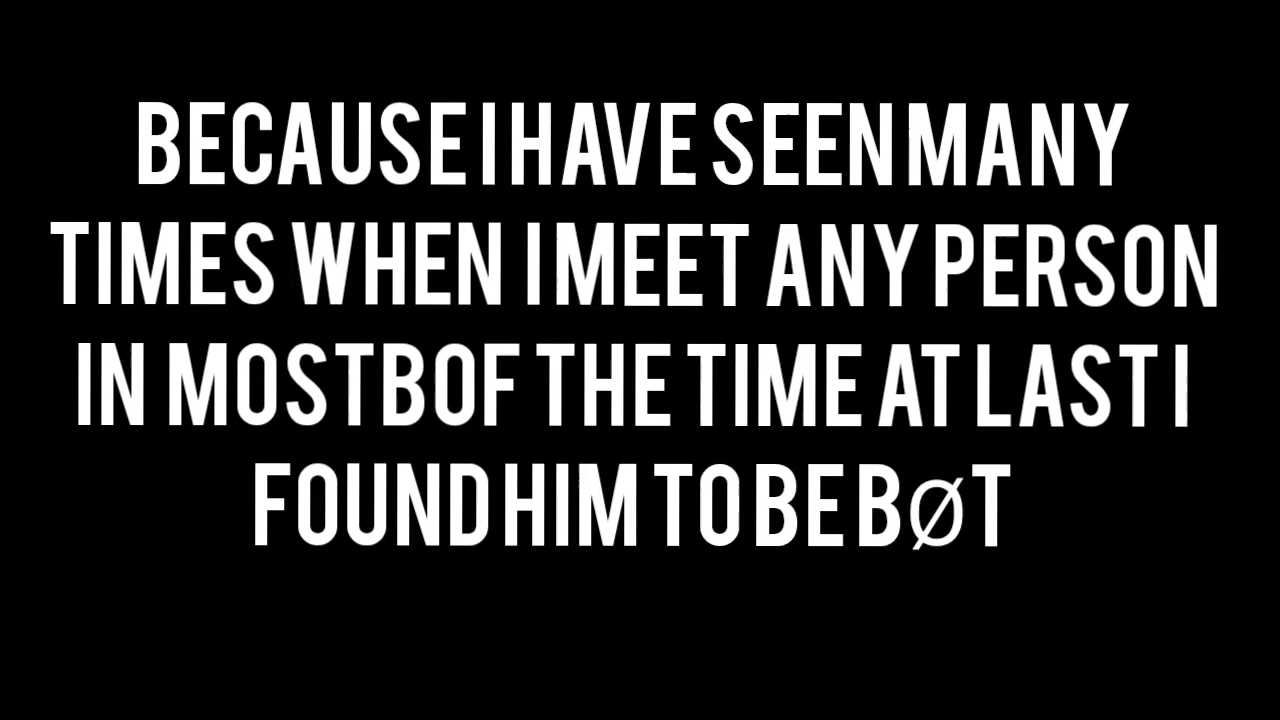 BECAUSE I HAVE SEEN MANY
TIMES WHEN I MEET ANY PERSON
IN MOSTBOF THE TIME AT LAST I
FOUND HIM TO BE BØT